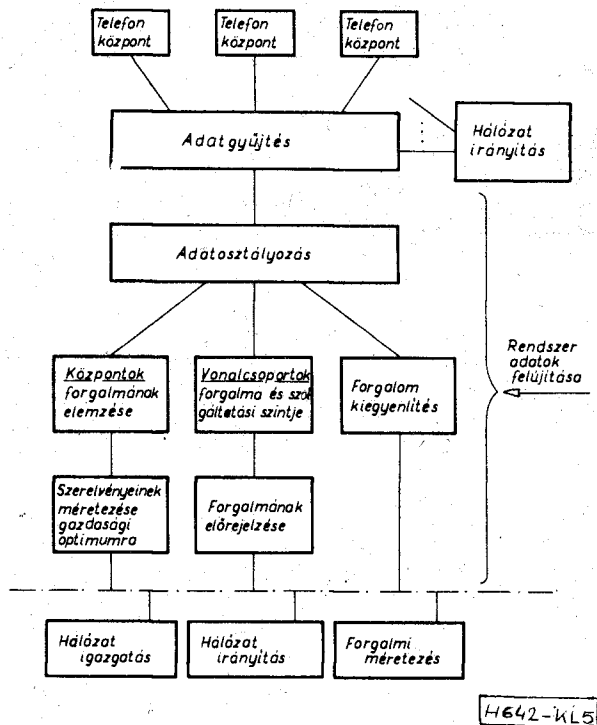 Telefon
központ
Telefon
központ
Telefon
központ
Adatgyűjtés
Hálózat
irányítás
Adatosztályozás
Rendszer
adatok
felújítása
Központok
forgalmának
elemzése
Vonalcsoportok
forgalma és szol
gáltatási szintje
Forgalom
kiegyenlítés
Szerelvényeinek
méretezése
gazdasági
optimumra
Forgalmának
előrejelzése
Hálózat
igazgatás
Hálózat
irányítás
Forgalmi
méretezés
H642-KL5